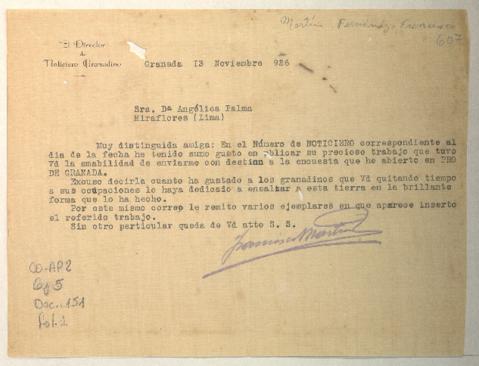 Martín Fernández, Francisco
607
El Director
de
Noticiero Granadino
Granada 13 Noviembre 926
Sra. Dª Angélica Palma
Miraflores (Lima)
Muy distinguida amiga: En el Número de NOTICIERO correspondiente al
dia de la fecha he tenido sumo gusto en publicar su precioso trabajo que tuvo
Vd la amabilidad de enviarme con destino a la encuesta que he abierto en PRO
DE GRANADA.
Excuso decirla cuanto ha gustado a los granadinos que Vd quitando tiempo
a sus ocupaciones lo haya dedicado a ensalzar a esta tierra en la brillante
forma que lo ha hecho.
Por este mismo correo le remito varios ejemplares en que aparece inserto
el referido trabajo.
Sin otro particular queda de Vd atto S. S.
Francisco Martín
CO-AP2
Cj 5
Doc. 151
Fol. 1